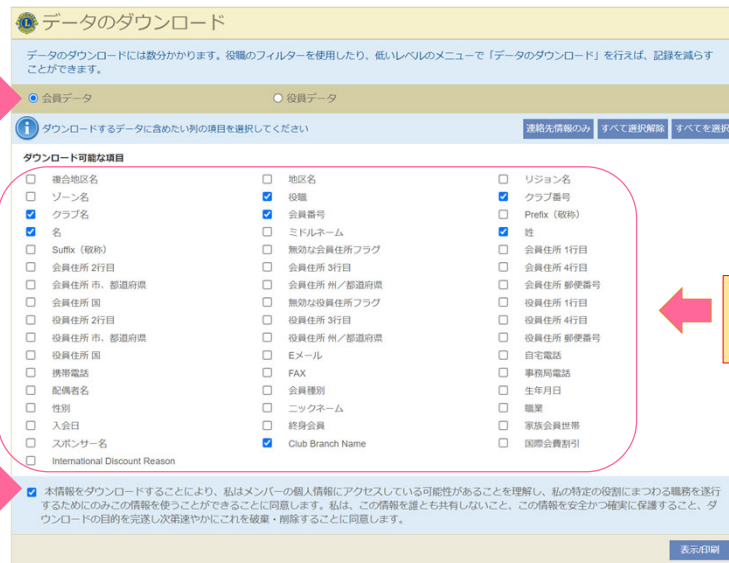 データのダウンロード
データのダウンロードには数分かかります。役職のフィルターを使用したり、低いレベルのメニューで「データのダウンロード」を行えば、記録を減らす
ことができます。
会員データ 役員データ
ダウンロードするデータに含めたい列の項目を選択してください 連絡先情報のみ すべて選択解除 すべてを選択
ダウンロード可能な項目
複合地区名 地区名 リジョン名
ゾーン名 役職 クラブ番号
クラブ名 会員番号 Prefix（敬称）
名 ミドルネーム 姓
Suffix（敬称） 無効な会員住所フラグ 会員住所 1行目
会員住所 2行目 会員住所 3行目 会員住所 4行目
会員住所 市、都道府県 会員住所 州／都道府県 会員住所 郵便番号
会員住所 国 無効な役員住所フラグ 役員住所 1行目
役員住所 2行目 役員住所 3行目 役員住所 4行目
役員住所 市、都道府県 役員住所 州／都道府県 役員住所 郵便番号
役員住所 国 Eメール 自宅電話
携帯電話 FAX 事務局電話
配偶者名 会員種別 生年月日
性別 ニックネーム 職業
入会日 終身会員 家族会員世帯
スポンサー名 Club Branch Name 国際会費割引
International Discount Reason
本情報をダウンロードすることにより、私はメンバーの個人情報にアクセスしている可能性があることを理解し、私の特定の役割にまつわる職務を遂行
するためにのみこの情報を使うことができることに同意します。私は、この情報を誰とも共有しないこと、この情報を安全かつ確実に保護すること、ダ
ウンロードの目的を完遂し次第速やかにこれを破棄・削除することに同意します。
表示/印刷